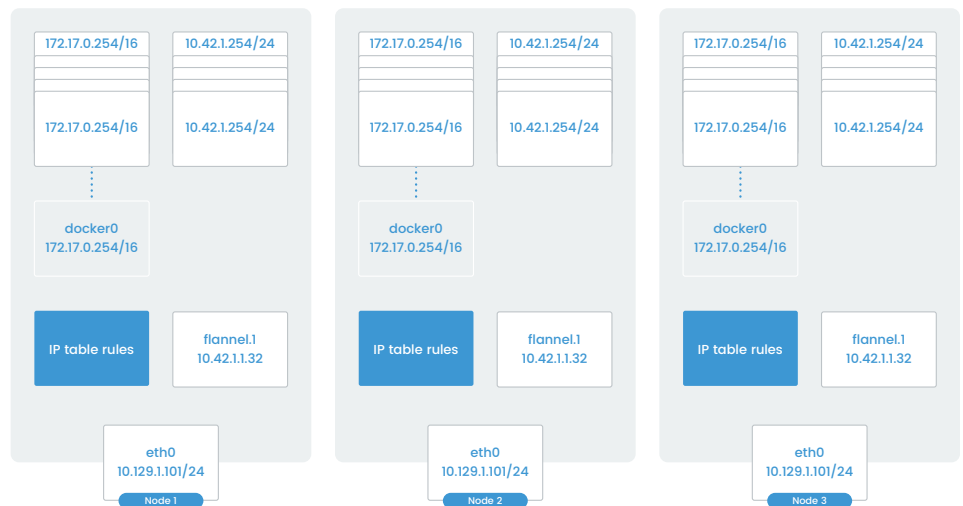 172.17.0.254/16
10.42.1.254/24
172.17.0.254/16
10.42.1.254/24
docker0
172.17.0.254/16
IP table rules
flannel.1
10.42.1.1.32
eth0
10.129.1.101/24
Node 1
172.17.0.254/16
10.42.1.254/24
172.17.0.254/16
10.42.1.254/24
docker0
172.17.0.254/16
IP table rules
flannel.1
10.42.1.1.32
eth0
10.129.1.101/24
Node 2
172.17.0.254/16
10.42.1.254/24
172.17.0.254/16
10.42.1.254/24
docker0
172.17.0.254/16
IP table rules
flannel.1
10.42.1.1.32
eth0
10.129.1.101/24
Node 3